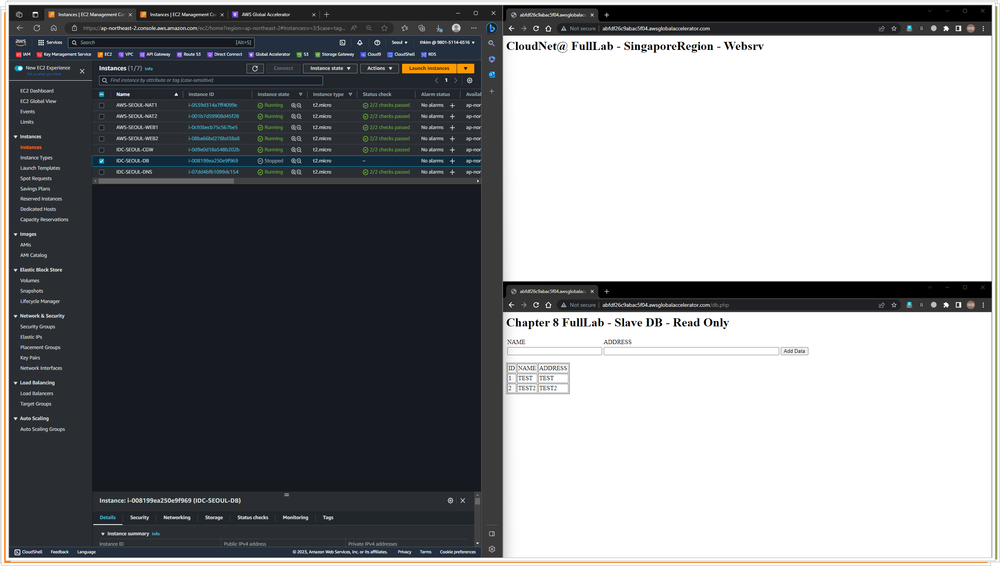 Instances | EC2 Management Con
Instances | EC2 Management Con
AWS Global Accelerator
https://ap-northeast-2.console.aws.amazon.com/ec2/home?region=ap-northeast-2#Instances:v=3;$case=tag...
aws
Services
Search
[Alt+S]
Seoul
thkim @ 9801-5114-6516
IAM
Key Management Service
EC2
VPC
API Gateway
Route 53
Direct Connect
Global Accelerator
S3
Storage Gateway
Cloud9
CloudShell
RDS
New EC2 Experience
Tell us what you think
EC2 Dashboard
EC2 Global View
Events
Limits
Instances
Instances
Instance Types
Launch Templates
Spot Requests
Savings Plans
Reserved Instances
Dedicated Hosts
Capacity Reservations
Images
AMIs
AMI Catalog
Elastic Block Store
Volumes
Snapshots
Lifecycle Manager
Network & Security
Security Groups
Elastic IPs
Placement Groups
Key Pairs
Network Interfaces
Load Balancing
Load Balancers
Target Groups
Auto Scaling
Auto Scaling Groups
Instances (1/7) Info
Connect
Instance state
Actions
Launch instances
Find instance by attribute or tag (case-sensitive)
1
Name Instance ID Instance state Instance type Status check Alarm status Availal
AWS-SEOUL-NAT1 i-0539d314a7ff4099e Running t2.micro 2/2 checks passed No alarms ap-nor
AWS-SEOUL-NAT2 i-001b7d59908d45f28 Running t2.micro 2/2 checks passed No alarms ap-nor
AWS-SEOUL-WEB1 i-0c93becb75c567be5 Running t2.micro 2/2 checks passed No alarms ap-nor
AWS-SEOUL-WEB2 i-08ba66bd278bd38a8 Running t2.micro 2/2 checks passed No alarms ap-nor
IDC-SEOUL-CGW i-0d9e0d18a548b202b Running t2.micro 2/2 checks passed No alarms ap-nor
IDC-SEOUL-DB i-008199ea250e9f969 Stopped t2.micro – No alarms ap-nor
IDC-SEOUL-DNS i-07dd4bfb1099dc154 Running t2.micro 2/2 checks passed No alarms ap-nor
Instance: i-008199ea250e9f969 (IDC-SEOUL-DB)
Details Security Networking Storage Status checks Monitoring Tags
Instance summary Info
Instance ID Public IPv4 address Private IPv4 addresses
CloudShell Feedback Language © 2023, Amazon Web Services, Inc. or its affiliates. Privacy Terms Cookie preferences
abfdf26c9abac5f04.awsglobalacc
Not secure abfdf26c9abac5f04.awsglobalaccelerator.com
태형
CloudNet@ FullLab - SingaporeRegion - Websrv
abfdf26c9abac5f04.awsglobalacc
Not secure abfdf26c9abac5f04.awsglobalaccelerator.com/db.php
태형
Chapter 8 FullLab - Slave DB - Read Only
NAME ADDRESS
Add Data
ID NAME ADDRESS
1 TEST TEST
2 TEST2 TEST2